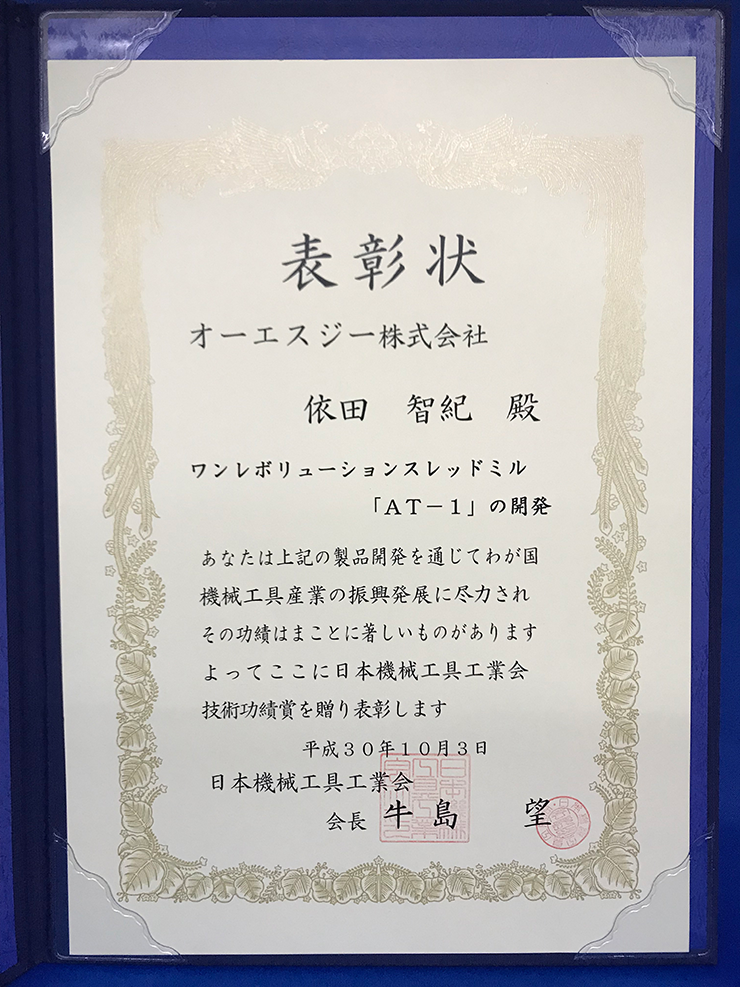 表彰状
オーエスジー株式会社
依田 智紀 殿
ワンレボリューションスレッドミル
「AT－1」の開発
あなたは上記の製品開発を通じてわが国
機械工具産業の振興発展に尽力され
その功績はまことに著しいものがあります
よってここに日本機械工具工業会
技術功績賞を贈り表彰します
平成30年10月3日
日本機械工具工業会
会長 牛島 望